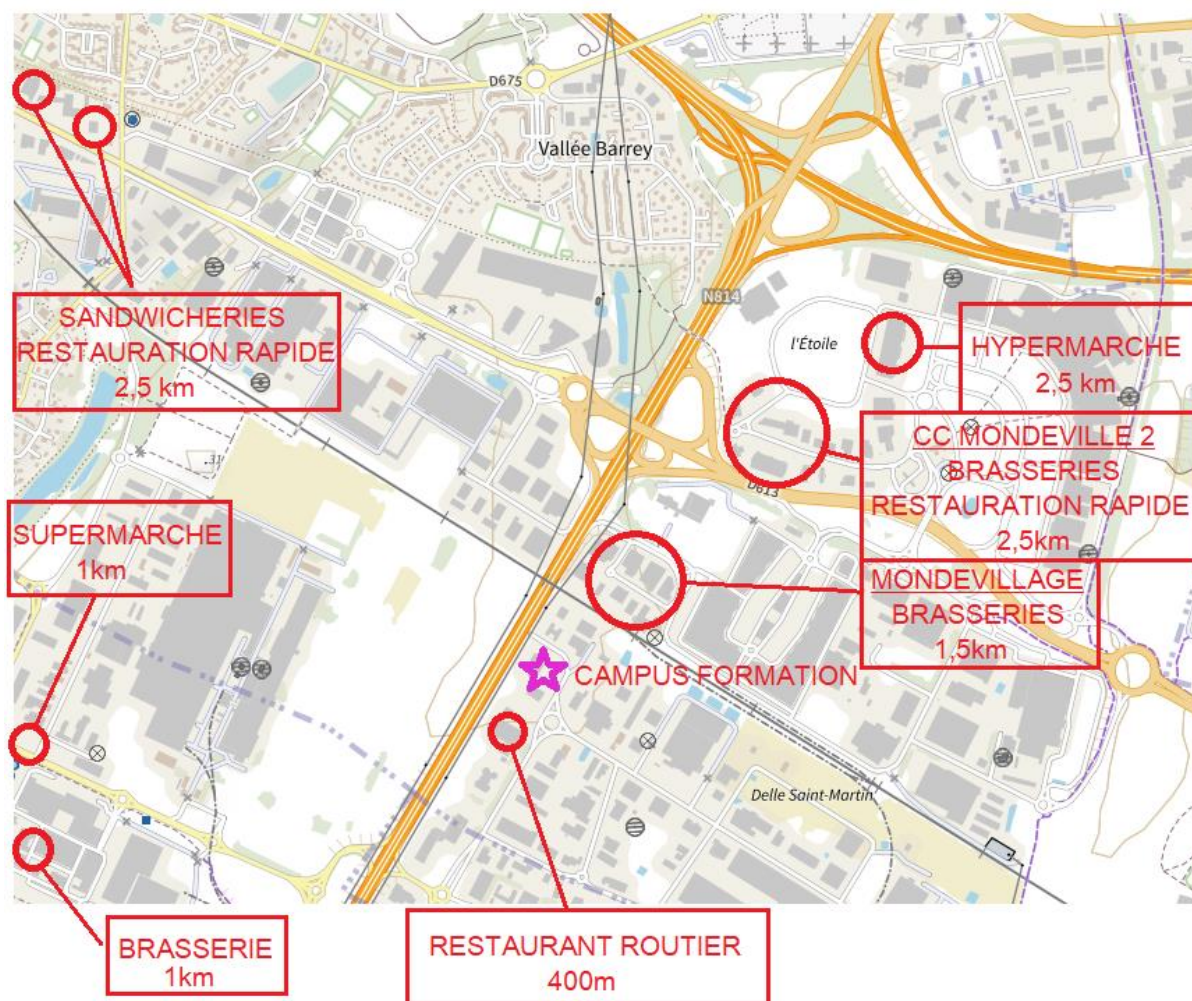 D675
Vallée Barrey
N814
SANDWICHERIES
RESTAURATION RAPIDE
2,5 km
l'Étoile
HYPERMARCHE
2,5 km
CC MONDEVILLE 2
BRASSERIES
RESTAURATION RAPIDE
2,5km
D613
SUPERMARCHE
1km
MONDEVILLAGE
BRASSERIES
1,5km
CAMPUS FORMATION
Delle Saint-Martin
BRASSERIE
1km
RESTAURANT ROUTIER
400m